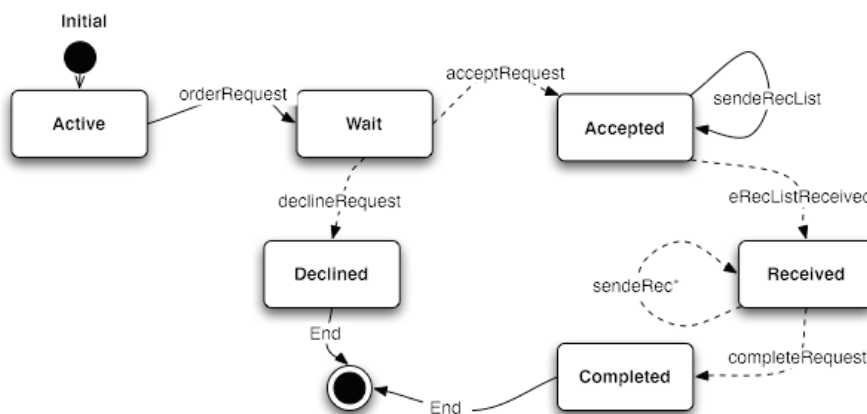 Initial
Active
orderRequest
Wait
acceptRequest
Accepted
sendeRecList
declineRequest
eRecListReceived
Declined
sendeRec*
Received
End
completeRequest
Completed
End